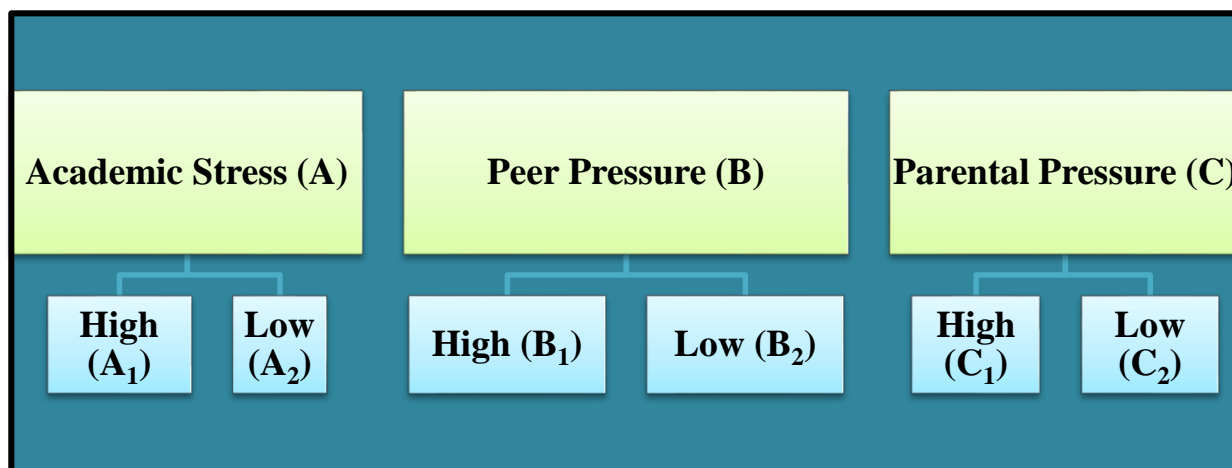 Academic Stress (A)
Peer Pressure (B)
Parental Pressure (C)
High
(A₁)
Low
(A₂)
High (B₁)
Low (B₂)
High
(C₁)
Low
(C₂)